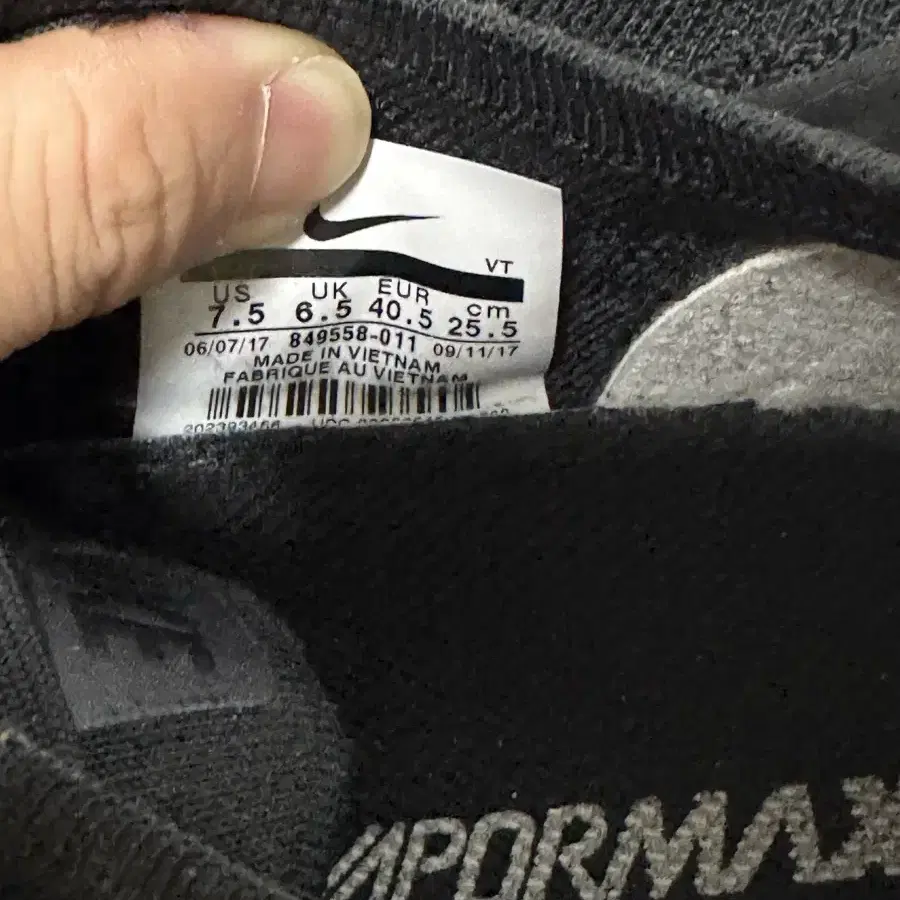 VT
US UK EUR cm
7.5 6.5 40.5 25.5
06/07/17 849558-011 09/11/17
MADE IN VIETNAM
FABRIQUE AU VIETNAM
VAPORMAX